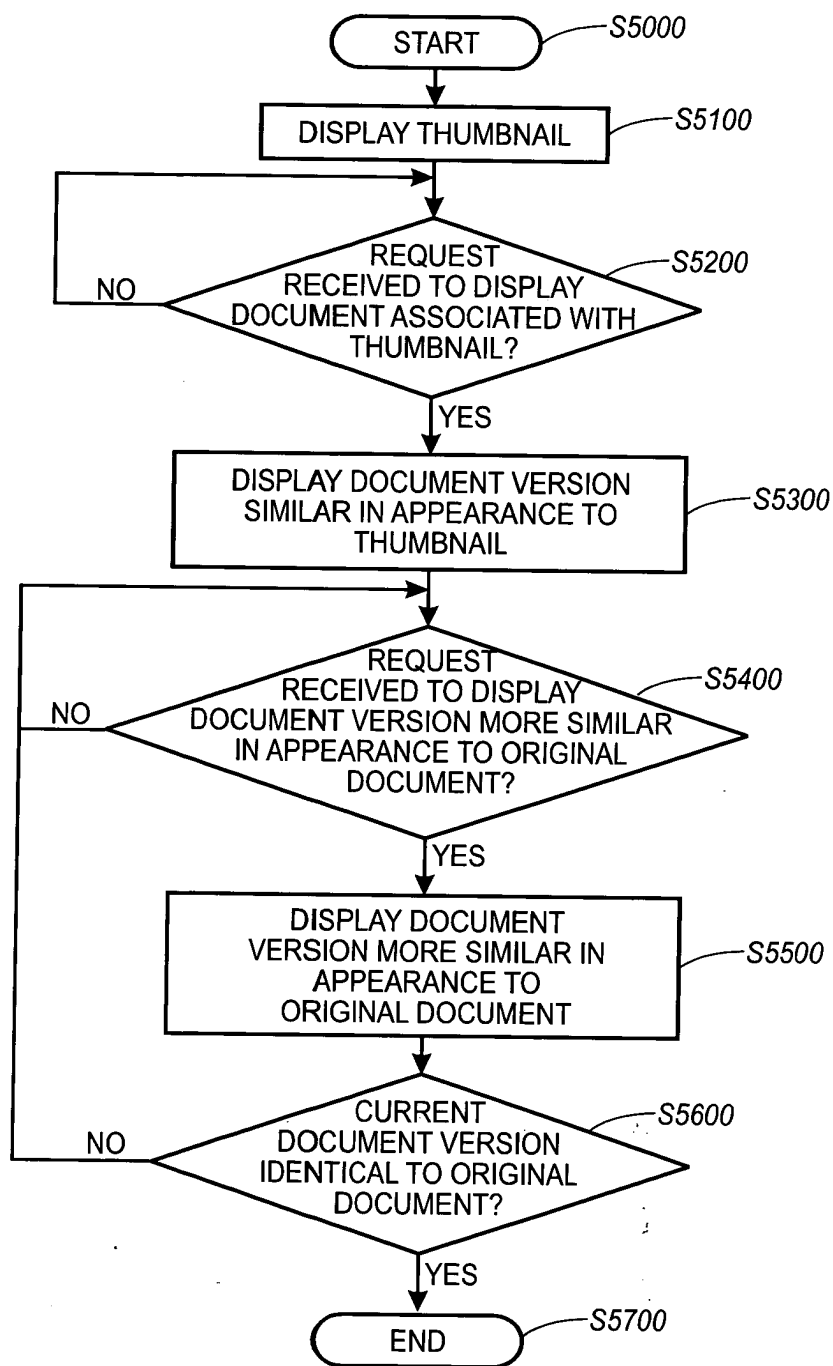 START
S5000
DISPLAY THUMBNAIL
S5100
REQUEST
RECEIVED TO DISPLAY
DOCUMENT ASSOCIATED WITH
THUMBNAIL?
S5200
NO
YES
DISPLAY DOCUMENT VERSION
SIMILAR IN APPEARANCE TO
THUMBNAIL
S5300
REQUEST
RECEIVED TO DISPLAY
DOCUMENT VERSION MORE SIMILAR
IN APPEARANCE TO ORIGINAL
DOCUMENT?
S5400
NO
YES
DISPLAY DOCUMENT
VERSION MORE SIMILAR IN
APPEARANCE TO
ORIGINAL DOCUMENT
S5500
CURRENT
DOCUMENT VERSION
IDENTICAL TO ORIGINAL
DOCUMENT?
S5600
NO
YES
END
S5700